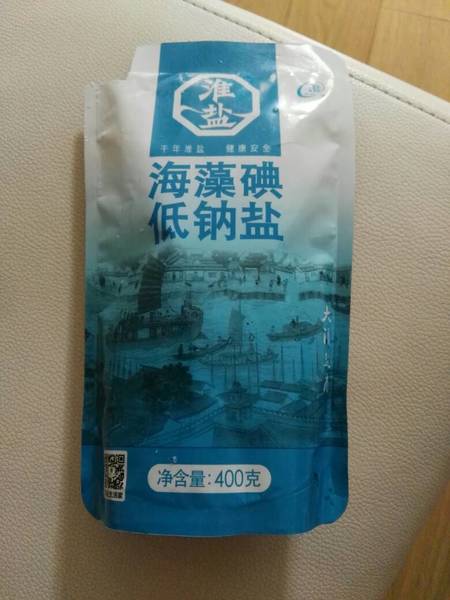 淮
盐
千年淮盐 健康安全
海藻碘
低钠盐
净含量:400克